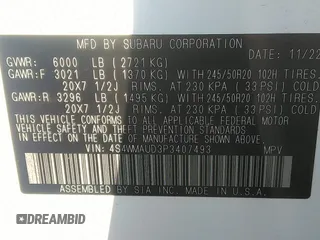 MFD BY SUBARU CORPORATION 11/22
GVWR: 6000 LB (2721 KG)
GAWR:F 3021 LB (1370 KG) WITH 245/50R20 102H TIRES,
20X7 1/2J RIMS, AT 230 KPA (33 PSI) COLD
GAWR:R 3296 LB (1495 KG) WITH 245/50R20 102H TIRES,
20X7 1/2J RIMS, AT 230 KPA (33 PSI) COLD
THIS VEHICLE CONFORMS TO ALL APPLICABLE FEDERAL MOTOR
VEHICLE SAFETY STANDARDS IN
EFFECT ON THE DATE OF MANUFACTURE SHOWN ABOVE.
VIN: 4S4WMAUD3P3407493 MPV
ASSEMBLED BY SIA INC. MADE IN U.S.A.
DREAMBID